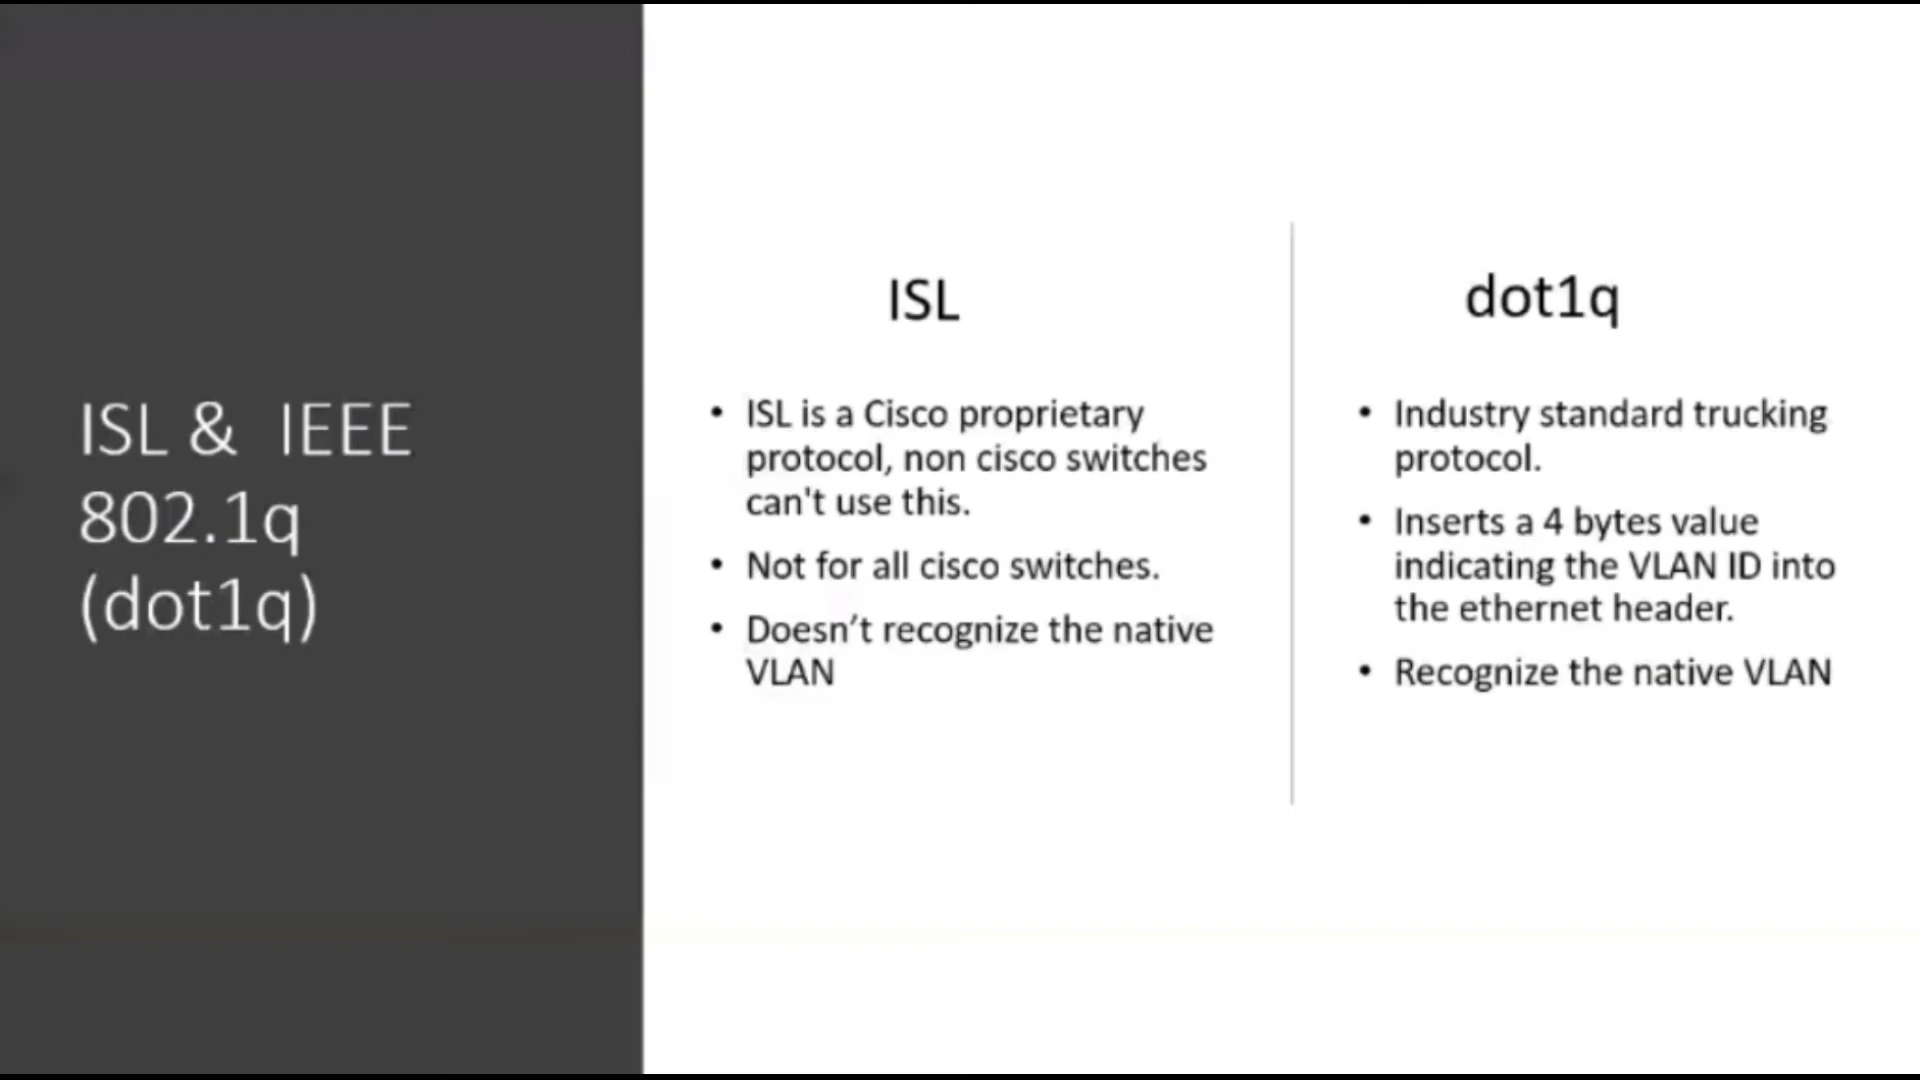 ISL & IEEE
802.1q
(dot1q)
ISL
• ISL is a Cisco proprietary
protocol, non cisco switches
can't use this.
• Not for all cisco switches.
• Doesn’t recognize the native
VLAN
dot1q
• Industry standard trucking
protocol.
• Inserts a 4 bytes value
indicating the VLAN ID into
the ethernet header.
• Recognize the native VLAN